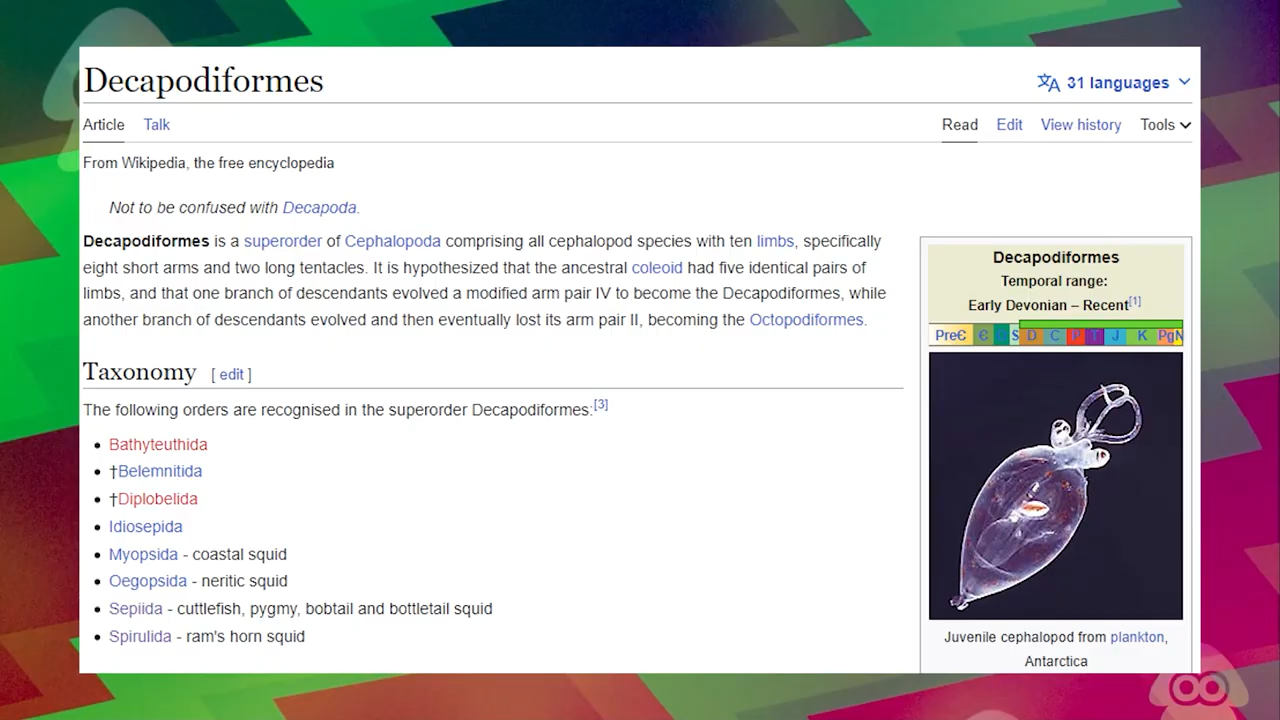 Decapodiformes
31 languages
Article Talk
Read Edit View history Tools
From Wikipedia, the free encyclopedia
Not to be confused with Decapoda.
Decapodiformes is a superorder of Cephalopoda comprising all cephalopod species with ten limbs, specifically
eight short arms and two long tentacles. It is hypothesized that the ancestral coleoid had five identical pairs of
limbs, and that one branch of descendants evolved a modified arm pair IV to become the Decapodiformes, while
another branch of descendants evolved and then eventually lost its arm pair II, becoming the Octopodiformes.
Taxonomy [ edit ]
The following orders are recognised in the superorder Decapodiformes:[3]
• Bathyteuthida
• †Belemnitida
• †Diplobelida
• Idiosepida
• Myopsida - coastal squid
• Oegopsida - neritic squid
• Sepiida - cuttlefish, pygmy, bobtail and bottletail squid
• Spirulida - ram's horn squid
Decapodiformes
Temporal range:
Early Devonian – Recent[1]
PreꞒ Ꞓ S D C P T J K Pg N
Juvenile cephalopod from plankton,
Antarctica